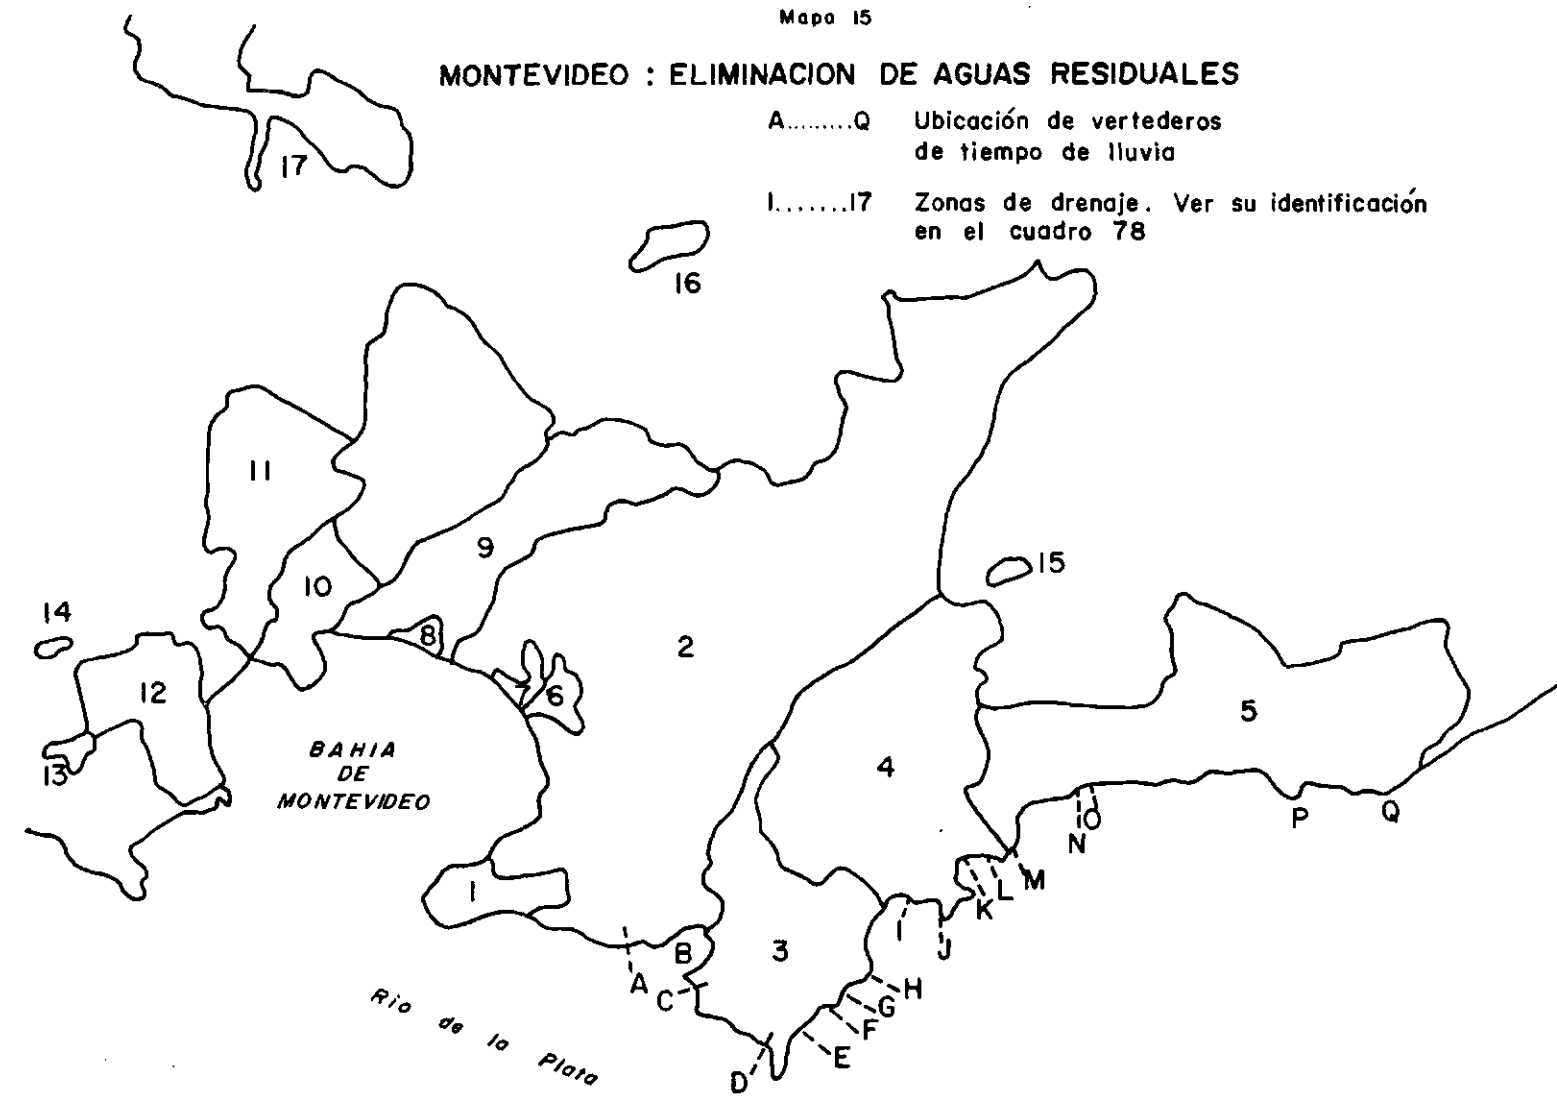 Mapa 15
MONTEVIDEO : ELIMINACION DE AGUAS RESIDUALES
A.........Q Ubicación de vertederos
de tiempo de lluvia
1.......17 Zonas de drenaje. Ver su identificación
en el cuadro 78
17
16
11
9
15
10
14
8
2
12
7
6
5
13
BAHIA
DE
MONTEVIDEO
4
P
Q
O
N
1
M
L
K
I
J
3
B
A
C
H
G
F
E
D
Rio de la Plata